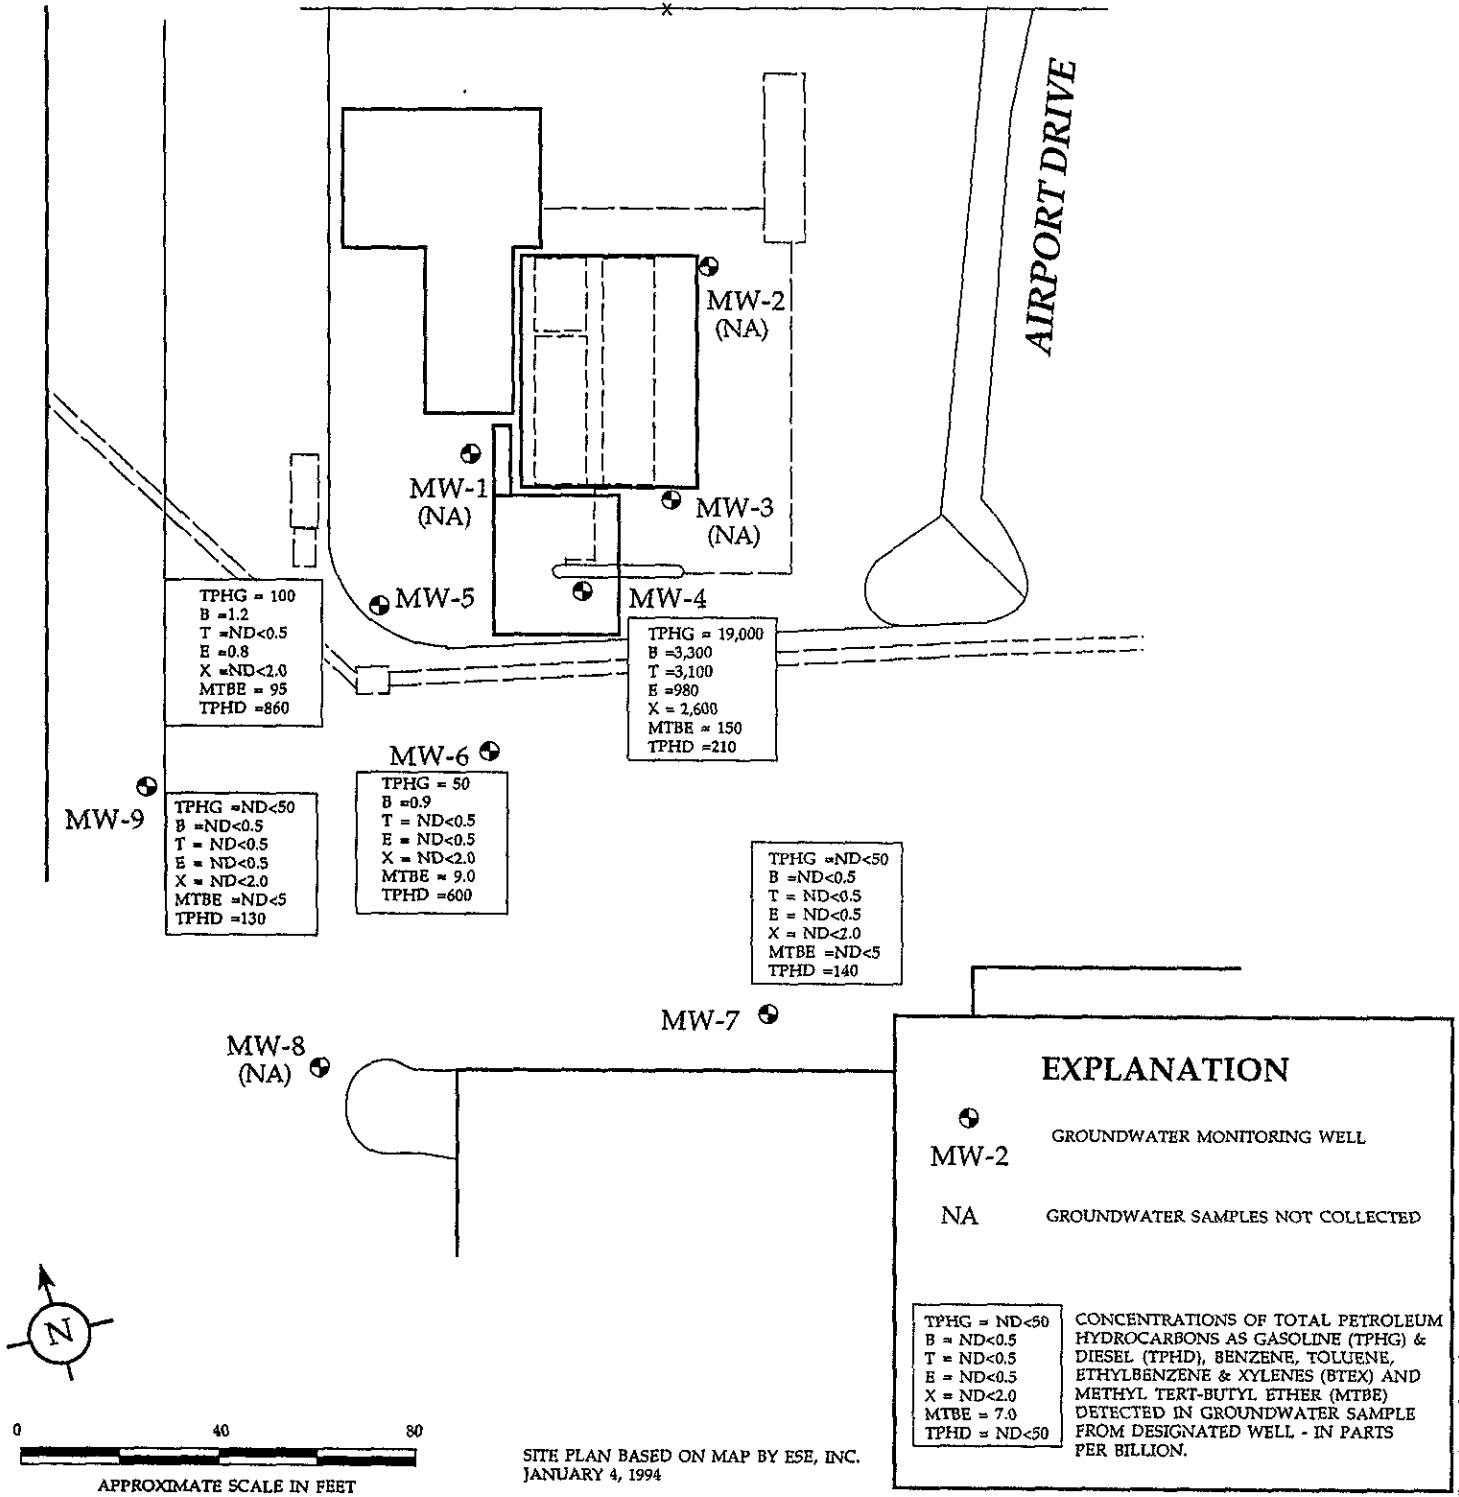 X
AIRPORT DRIVE
MW-2
(NA)
MW-1
(NA)
MW-3
(NA)
MW-5
MW-4
TPHG = 100
B =1.2
T =ND<0.5
E =0.8
X =ND<2.0
MTBE = 95
TPHD =860
TPHG = 19,000
B =3,300
T =3,100
E =980
X = 2,600
MTBE = 150
TPHD =210
MW-6
TPHG = 50
B =0.9
T = ND<0.5
E = ND<0.5
X = ND<2.0
MTBE = 9.0
TPHD =600
MW-9
TPHG =ND<50
B =ND<0.5
T = ND<0.5
E = ND<0.5
X = ND<2.0
MTBE =ND<5
TPHD =130
TPHG =ND<50
B =ND<0.5
T = ND<0.5
E = ND<0.5
X = ND<2.0
MTBE =ND<5
TPHD =140
MW-7
MW-8
(NA)
EXPLANATION
MW-2
GROUNDWATER MONITORING WELL
NA
GROUNDWATER SAMPLES NOT COLLECTED
TPHG = ND<50
B = ND<0.5
T = ND<0.5
E = ND<0.5
X = ND<2.0
MTBE = 7.0
TPHD = ND<50
CONCENTRATIONS OF TOTAL PETROLEUM
HYDROCARBONS AS GASOLINE (TPHG) &
DIESEL (TPHD), BENZENE, TOLUENE,
ETHYLBENZENE & XYLENES (BTEX) AND
METHYL TERT-BUTYL ETHER (MTBE)
DETECTED IN GROUNDWATER SAMPLE
FROM DESIGNATED WELL - IN PARTS
PER BILLION.
N
0 40 80
APPROXIMATE SCALE IN FEET
SITE PLAN BASED ON MAP BY ESE, INC.
JANUARY 4, 1994